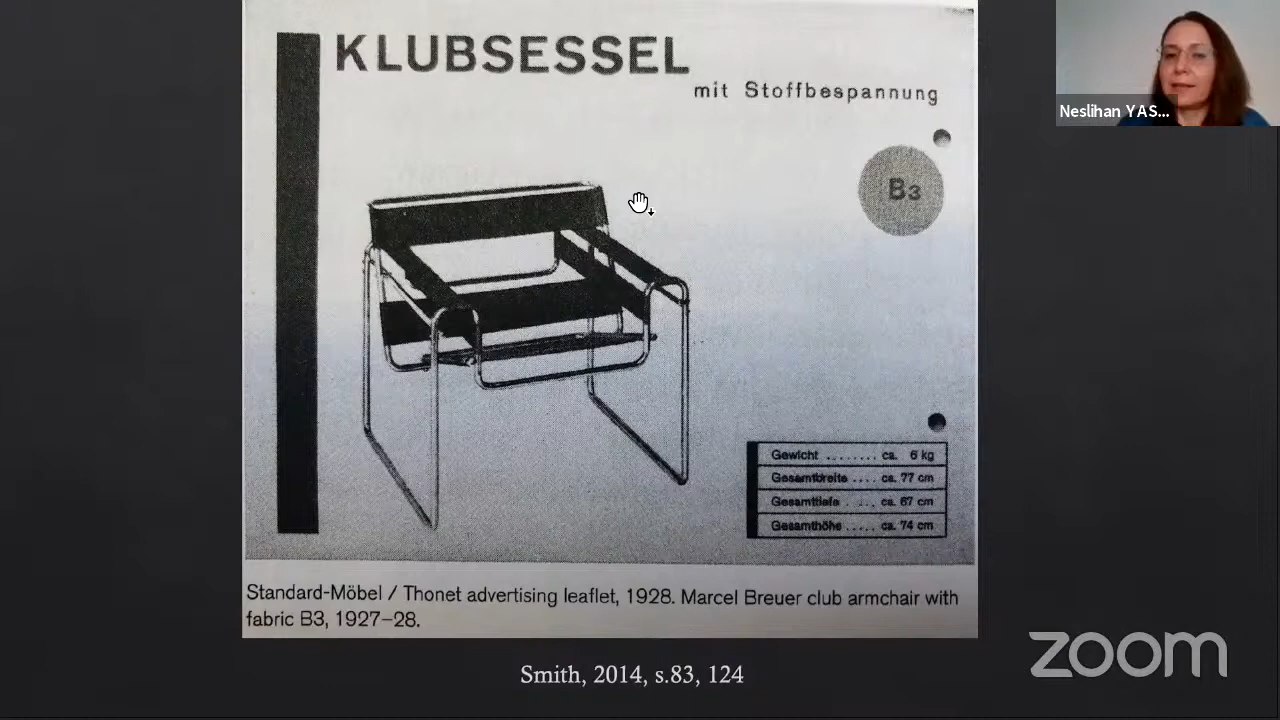 KLUBSESSEL
mit Stoffbespannung
B3
Gewicht ........ ca. 6 kg
Gesamtbreite .... ca. 77 cm
Gesamttiefe ..... ca. 67 cm
Gesamthöhe ..... ca. 74 cm
Standard-Möbel / Thonet advertising leaflet, 1928. Marcel Breuer club armchair with
fabric B3, 1927–28.
Smith, 2014, s.83, 124
Neslihan YAS...
zoom